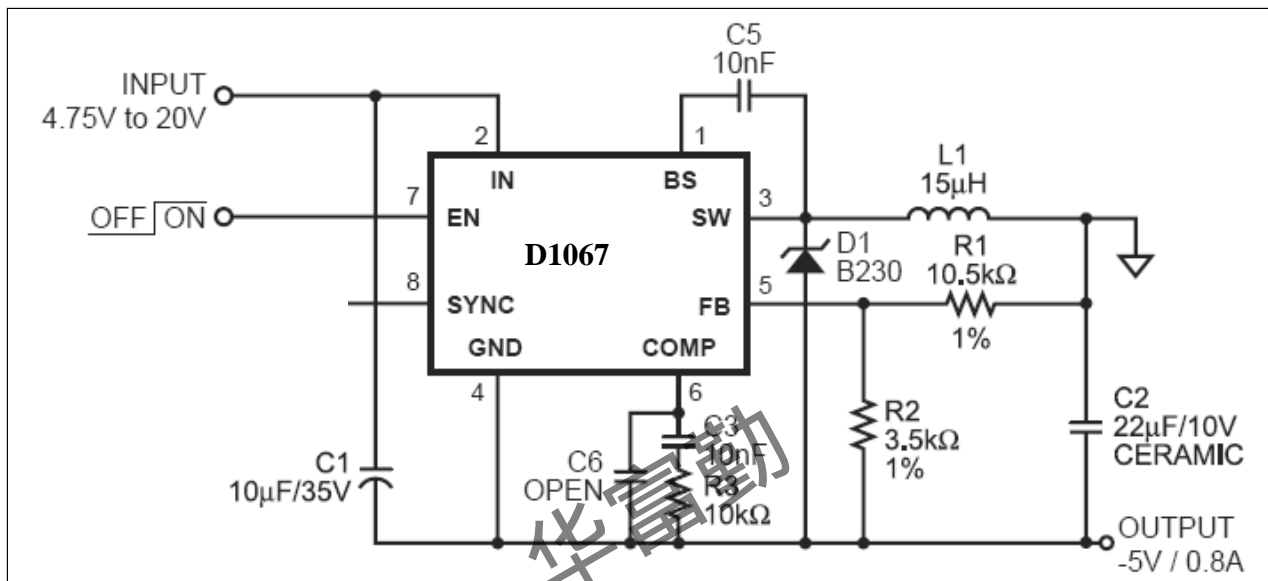 C5
10nF
INPUT
4.75V to 20V
2
1
IN
BS
L1
15µH
OFF ON
7
EN
3
SW
D1067
D1
B230
R1
10.5kΩ
1%
8
SYNC
5
FB
GND
COMP
4
6
R2
3.5kΩ
1%
C2
22µF/10V
CERAMIC
C3
10nF
C1
10µF/35V
C6
OPEN
R3
10kΩ
华富勤
OUTPUT
-5V / 0.8A